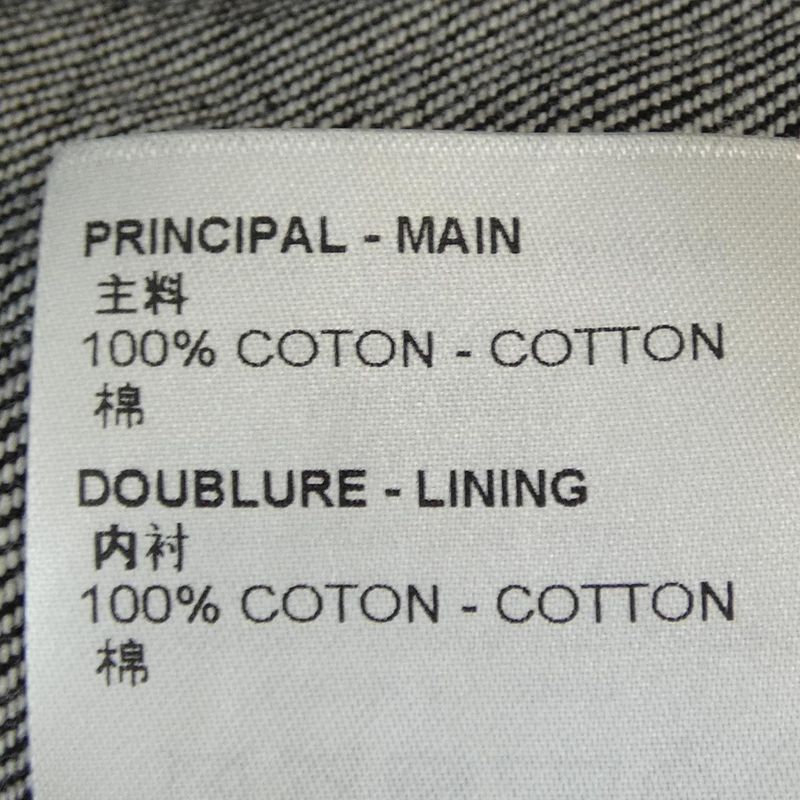 PRINCIPAL - MAIN
主料
100% COTON - COTTON
棉
DOUBLURE - LINING
内衬
100% COTON - COTTON
棉